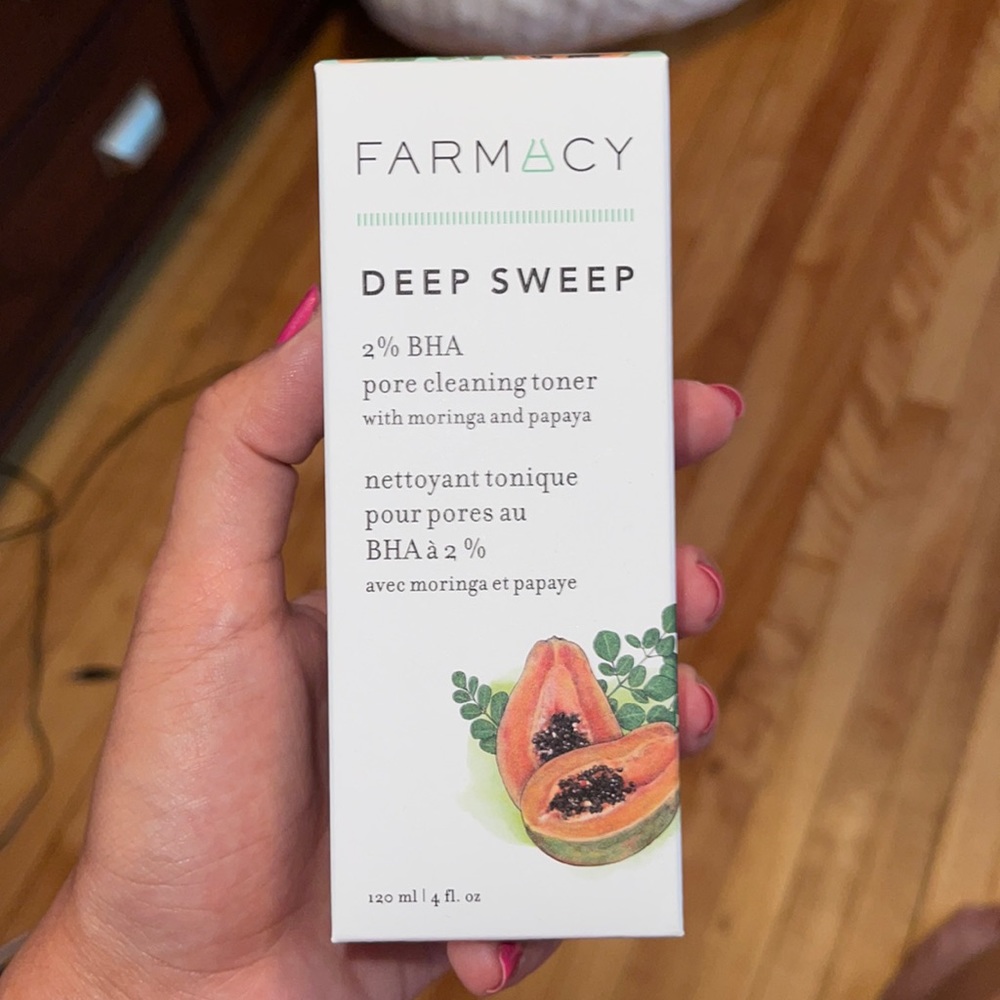 FARMACY
DEEP SWEEP
2% BHA
pore cleaning toner
with moringa and papaya
nettoyant tonique
pour pores au
BHA à 2 %
avec moringa et papaye
120 ml | 4 fl. oz